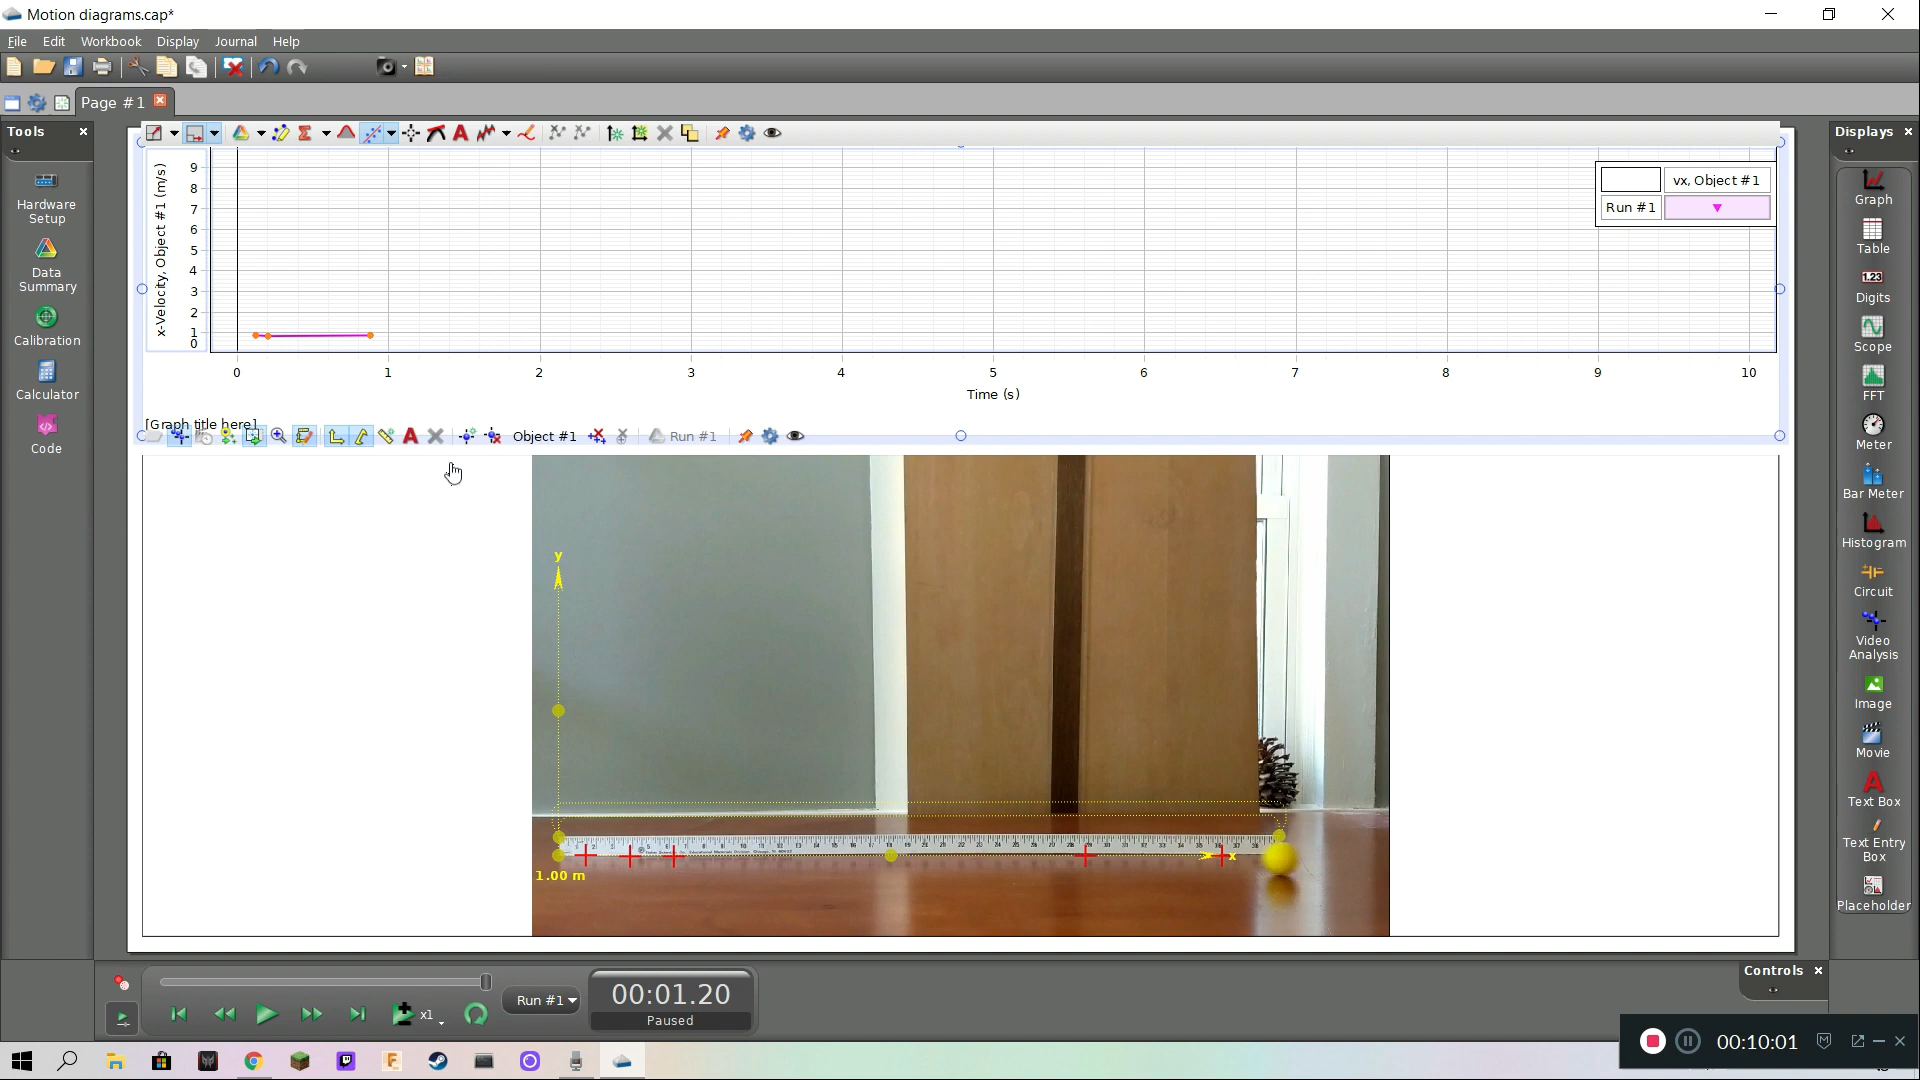 Motion diagrams.cap*
File Edit Workbook Display Journal Help
Page #1
Tools
Hardware
Setup
Data
Summary
Calibration
Calculator
Code
x-Velocity, Object #1 (m/s)
9
8
7
6
5
4
3
2
1
0
vx, Object #1
Run #1
0 1 2 3 4 5 6 7 8 9 10
Time (s)
[Graph title here]
Object #1
Run #1
y
x
1.00 m
Displays
Graph
Table
1.23
Digits
Scope
FFT
Meter
Bar Meter
Histogram
Circuit
Video
Analysis
Image
Movie
Text Box
Text Entry
Box
Placeholder
x1
Run #1
00:01.20
Paused
Controls
00:10:01